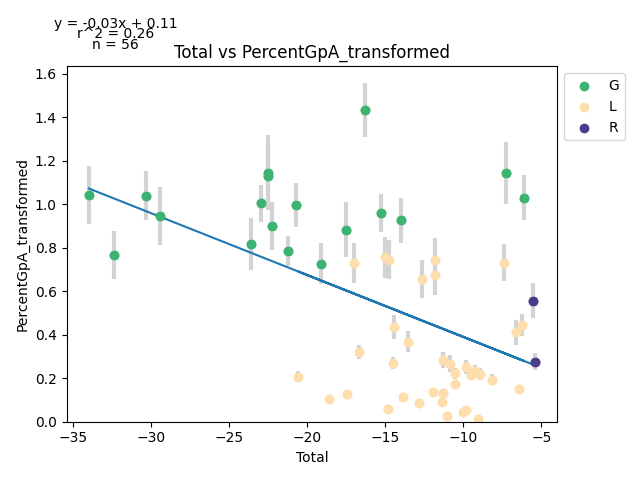 y = -0.03x + 0.11
r^2 = 0.26
n = 56
Total vs PercentGpA_transformed
G
L
R
PercentGpA_transformed
1.6
1.4
1.2
1.0
0.8
0.6
0.4
0.2
0.0
−35
−30
−25
−20
−15
−10
−5
Total